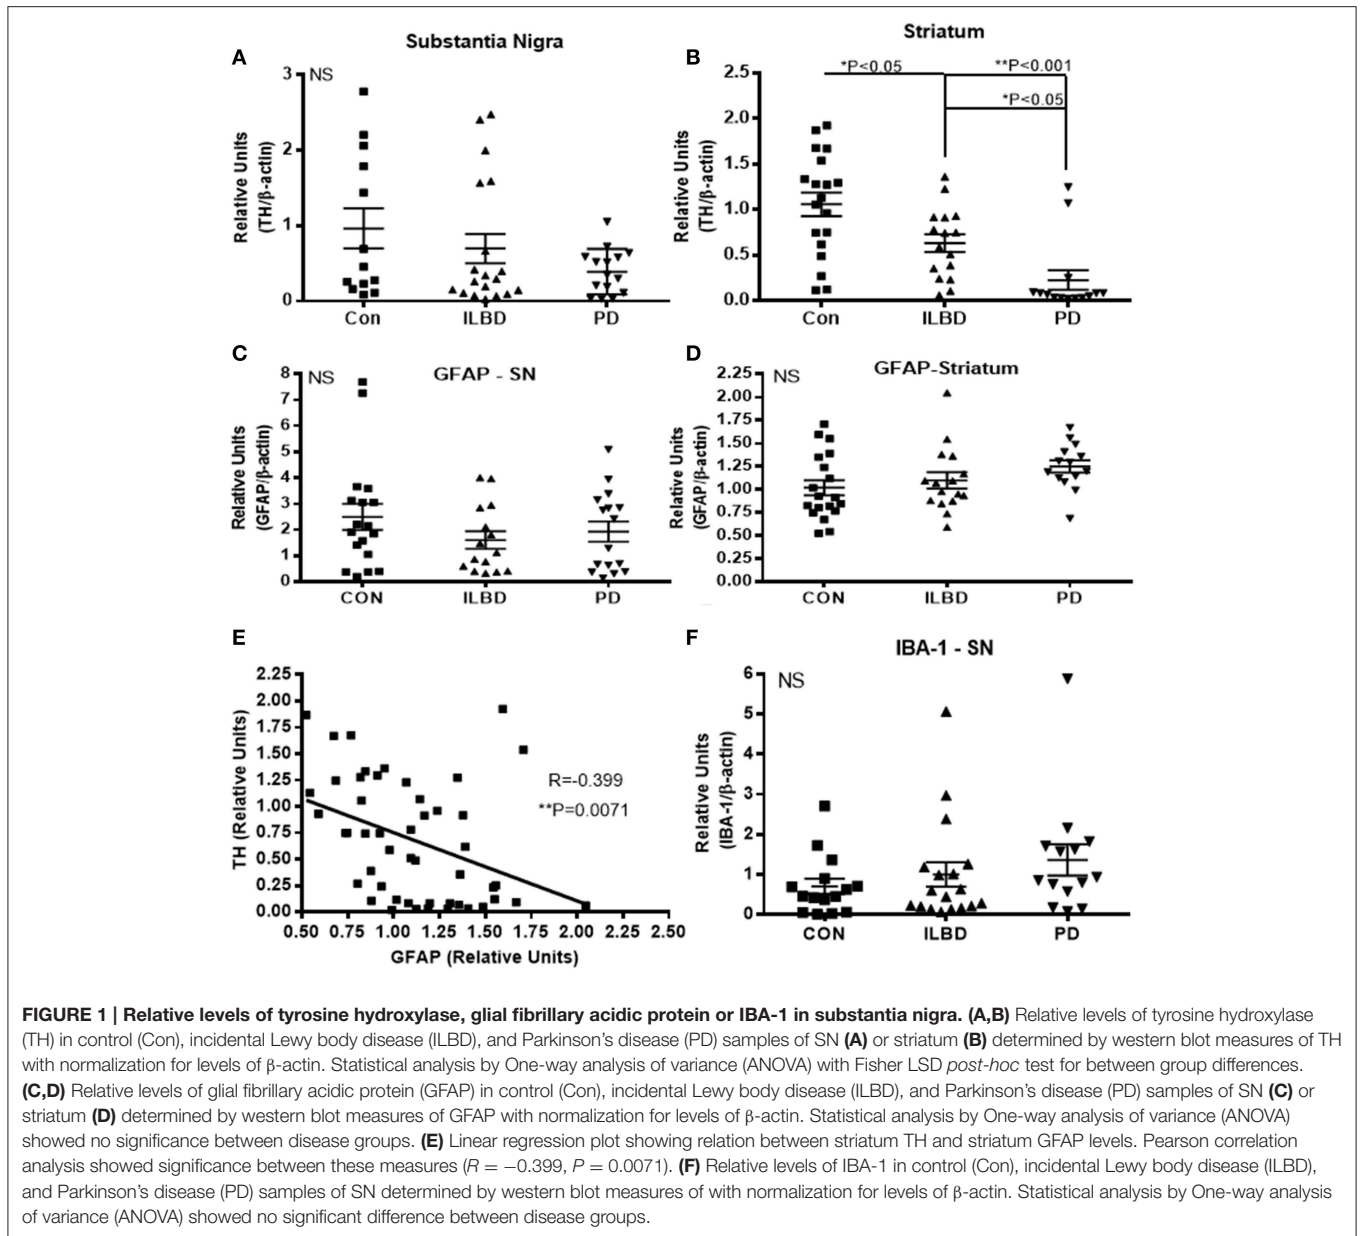 A
Substantia Nigra
NS
3
2
1
0
Relative Units
(TH/β-actin)
Con
ILBD
PD
B
Striatum
*P<0.05
**P<0.001
*P<0.05
2.5
2.0
1.5
1.0
0.5
0.0
Relative Units
(TH/β-actin)
Con
ILBD
PD
C
GFAP - SN
NS
8
7
6
5
4
3
2
1
0
Relative Units
(GFAP/β-actin)
CON
ILBD
PD
D
GFAP-Striatum
NS
2.25
2.00
1.75
1.50
1.25
1.00
0.75
0.50
0.25
0.00
Relative Units
(GFAP/β-actin)
CON
ILBD
PD
E
2.25
2.00
1.75
1.50
1.25
1.00
0.75
0.50
0.25
0.00
TH (Relative Units)
R=-0.399
**P=0.0071
0.50 0.75 1.00 1.25 1.50 1.75 2.00 2.25 2.50
GFAP (Relative Units)
F
IBA-1 - SN
NS
6
5
4
3
2
1
0
Relative Units
(IBA-1/β-actin)
CON
ILBD
PD
FIGURE 1 | Relative levels of tyrosine hydroxylase, glial fibrillary acidic protein or IBA-1 in substantia nigra. (A,B) Relative levels of tyrosine hydroxylase
(TH) in control (Con), incidental Lewy body disease (ILBD), and Parkinson's disease (PD) samples of SN (A) or striatum (B) determined by western blot measures of TH
with normalization for levels of β-actin. Statistical analysis by One-way analysis of variance (ANOVA) with Fisher LSD post-hoc test for between group differences.
(C,D) Relative levels of glial fibrillary acidic protein (GFAP) in control (Con), incidental Lewy body disease (ILBD), and Parkinson's disease (PD) samples of SN (C) or
striatum (D) determined by western blot measures of GFAP with normalization for levels of β-actin. Statistical analysis by One-way analysis of variance (ANOVA)
showed no significance between disease groups. (E) Linear regression plot showing relation between striatum TH and striatum GFAP levels. Pearson correlation
analysis showed significance between these measures (R = −0.399, P = 0.0071). (F) Relative levels of IBA-1 in control (Con), incidental Lewy body disease (ILBD),
and Parkinson's disease (PD) samples of SN determined by western blot measures of with normalization for levels of β-actin. Statistical analysis by One-way analysis
of variance (ANOVA) showed no significant difference between disease groups.